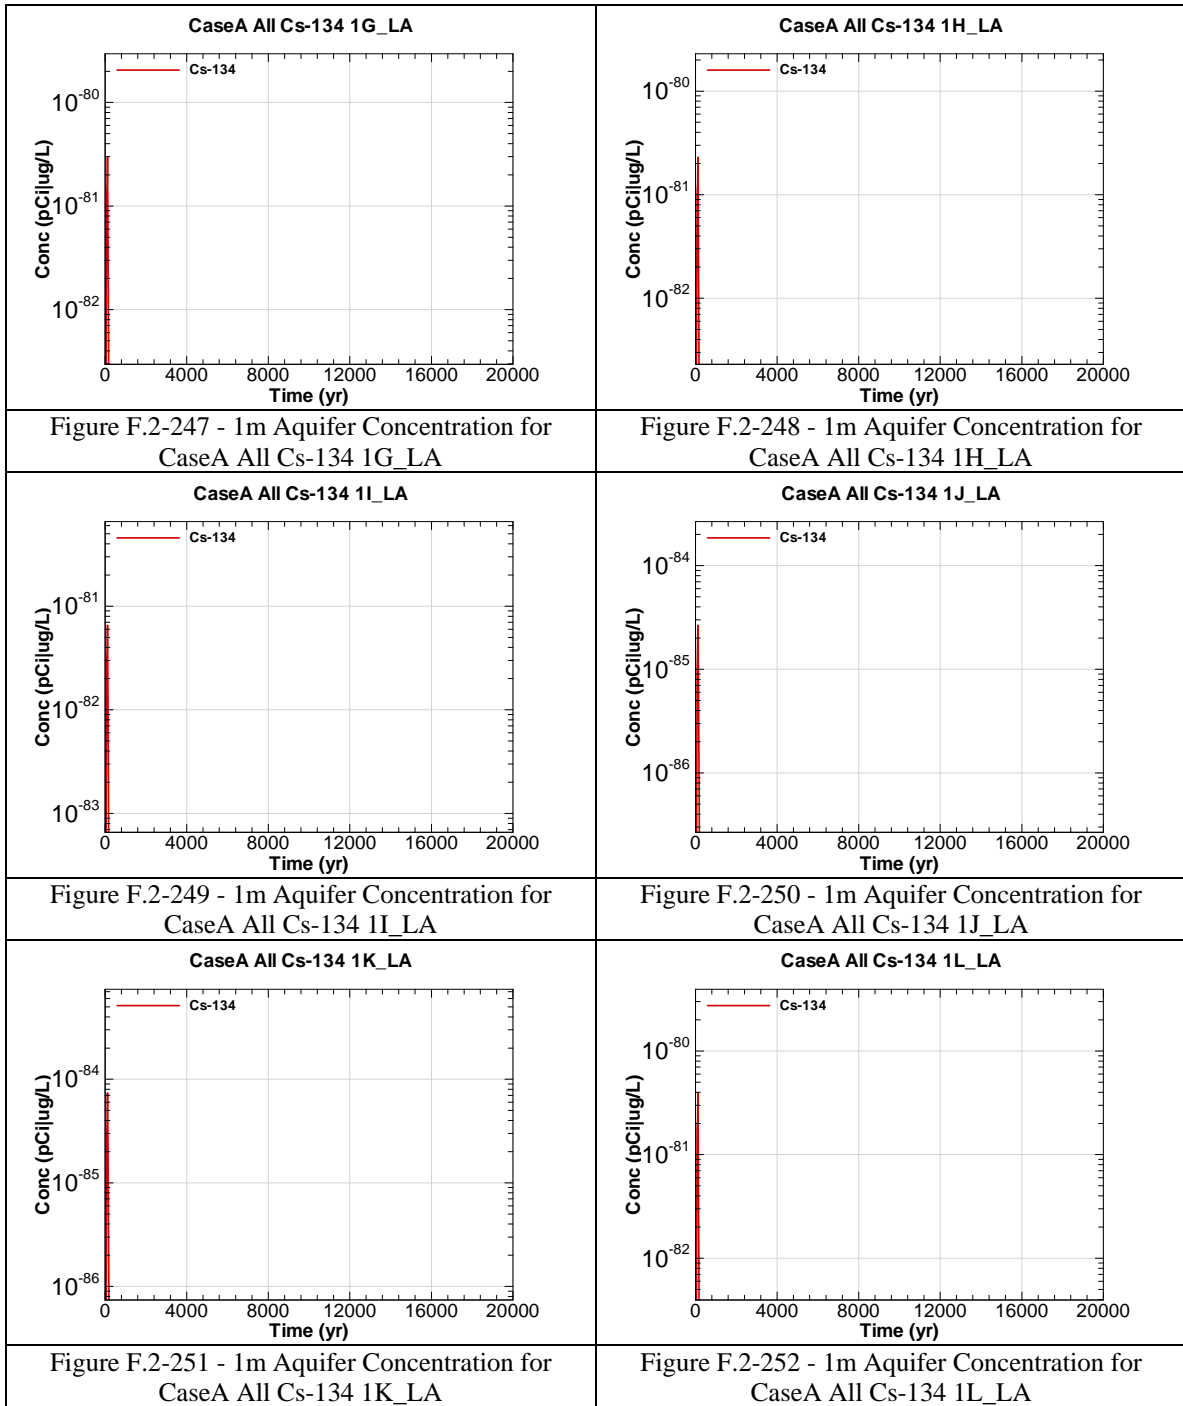 CaseA All Cs-134 1G_LA
Cs-134
10-80
10-81
10-82
Conc (pCi|ug/L)
0 4000 8000 12000 16000 20000
Time (yr)
Figure F.2-247 - 1m Aquifer Concentration for
CaseA All Cs-134 1G_LA
CaseA All Cs-134 1H_LA
Cs-134
10-80
10-81
10-82
Conc (pCi|ug/L)
0 4000 8000 12000 16000 20000
Time (yr)
Figure F.2-248 - 1m Aquifer Concentration for
CaseA All Cs-134 1H_LA
CaseA All Cs-134 1I_LA
Cs-134
10-81
10-82
10-83
Conc (pCi|ug/L)
0 4000 8000 12000 16000 20000
Time (yr)
Figure F.2-249 - 1m Aquifer Concentration for
CaseA All Cs-134 1I_LA
CaseA All Cs-134 1J_LA
Cs-134
10-84
10-85
10-86
Conc (pCi|ug/L)
0 4000 8000 12000 16000 20000
Time (yr)
Figure F.2-250 - 1m Aquifer Concentration for
CaseA All Cs-134 1J_LA
CaseA All Cs-134 1K_LA
Cs-134
10-84
10-85
10-86
Conc (pCi|ug/L)
0 4000 8000 12000 16000 20000
Time (yr)
Figure F.2-251 - 1m Aquifer Concentration for
CaseA All Cs-134 1K_LA
CaseA All Cs-134 1L_LA
Cs-134
10-80
10-81
10-82
Conc (pCi|ug/L)
0 4000 8000 12000 16000 20000
Time (yr)
Figure F.2-252 - 1m Aquifer Concentration for
CaseA All Cs-134 1L_LA